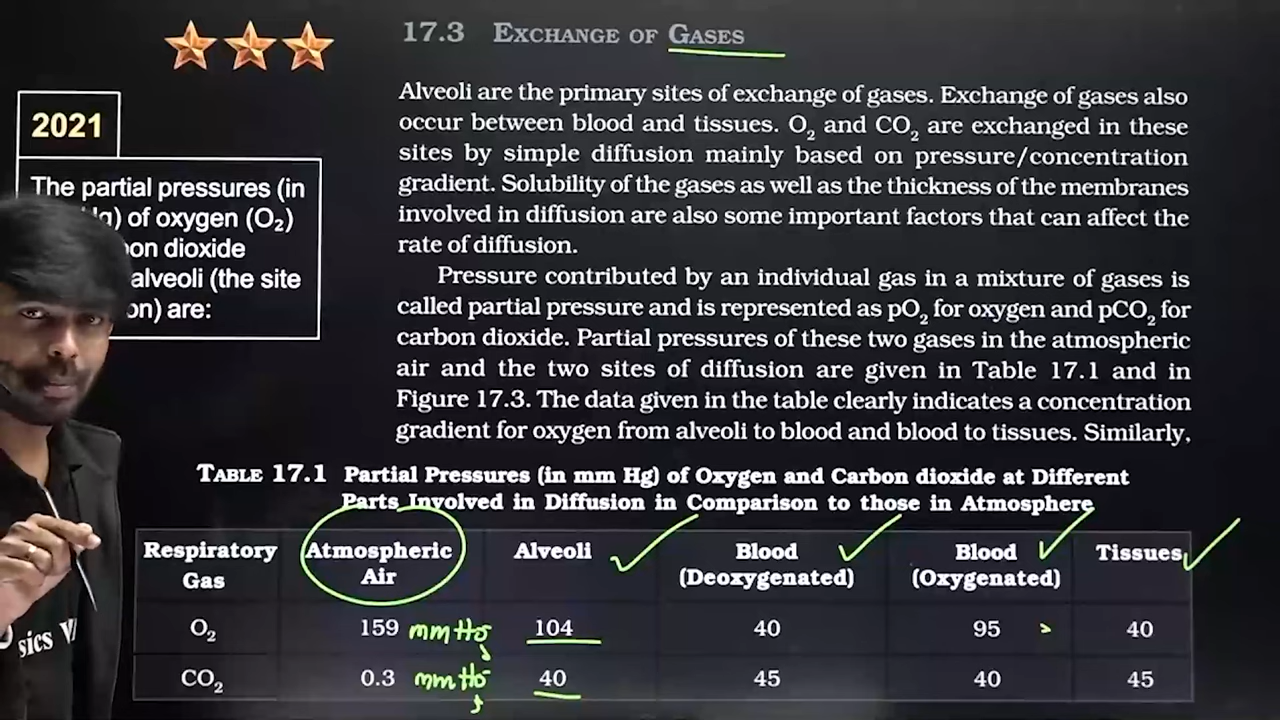 17.3 EXCHANGE OF GASES
Alveoli are the primary sites of exchange of gases. Exchange of gases also
occur between blood and tissues. O₂ and CO₂ are exchanged in these
sites by simple diffusion mainly based on pressure/concentration
gradient. Solubility of the gases as well as the thickness of the membranes
involved in diffusion are also some important factors that can affect the
rate of diffusion.
Pressure contributed by an individual gas in a mixture of gases is
called partial pressure and is represented as pO₂ for oxygen and pCO₂ for
carbon dioxide. Partial pressures of these two gases in the atmospheric
air and the two sites of diffusion are given in Table 17.1 and in
Figure 17.3. The data given in the table clearly indicates a concentration
gradient for oxygen from alveoli to blood and blood to tissues. Similarly,
2021
The partial pressures (in
of oxygen (O₂)
dioxide
alveoli (the site
are:
TABLE 17.1 Partial Pressures (in mm Hg) of Oxygen and Carbon dioxide at Different
Parts Involved in Diffusion in Comparison to those in Atmosphere
Respiratory Gas Atmospheric Air Alveoli Blood (Deoxygenated) Blood (Oxygenated) Tissues
O₂ 159 mmHg 104 40 95 40
CO₂ 0.3 mmHg 40 45 40 45